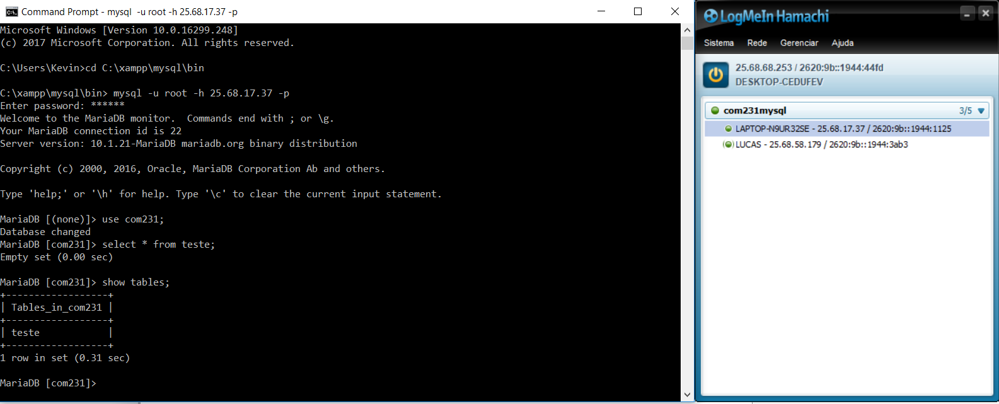 Command Prompt - mysql  -u root -h 25.68.17.37 -p
Microsoft Windows [Version 10.0.16299.248]
(c) 2017 Microsoft Corporation. All rights reserved.
C:\Users\Kevin>cd C:\xampp\mysql\bin
C:\xampp\mysql\bin> mysql -u root -h 25.68.17.37 -p
Enter password: ******
Welcome to the MariaDB monitor.  Commands end with ; or \g.
Your MariaDB connection id is 22
Server version: 10.1.21-MariaDB mariadb.org binary distribution
Copyright (c) 2000, 2016, Oracle, MariaDB Corporation Ab and others.
Type 'help;' or '\h' for help. Type '\c' to clear the current input statement.
MariaDB [(none)]> use com231;
Database changed
MariaDB [com231]> select * from teste;
Empty set (0.00 sec)
MariaDB [com231]> show tables;
+------------------+
| Tables_in_com231 |
+------------------+
| teste            |
+------------------+
1 row in set (0.31 sec)
MariaDB [com231]>
LogMeIn Hamachi
Sistema Rede Gerenciar Ajuda
25.68.68.253 / 2620:9b::1944:44fd
DESKTOP-CEDUFEV
com231mysql 3/5
LAPTOP-N9UR32SE - 25.68.17.37 / 2620:9b::1944:1125
LUCAS - 25.68.58.179 / 2620:9b::1944:3ab3